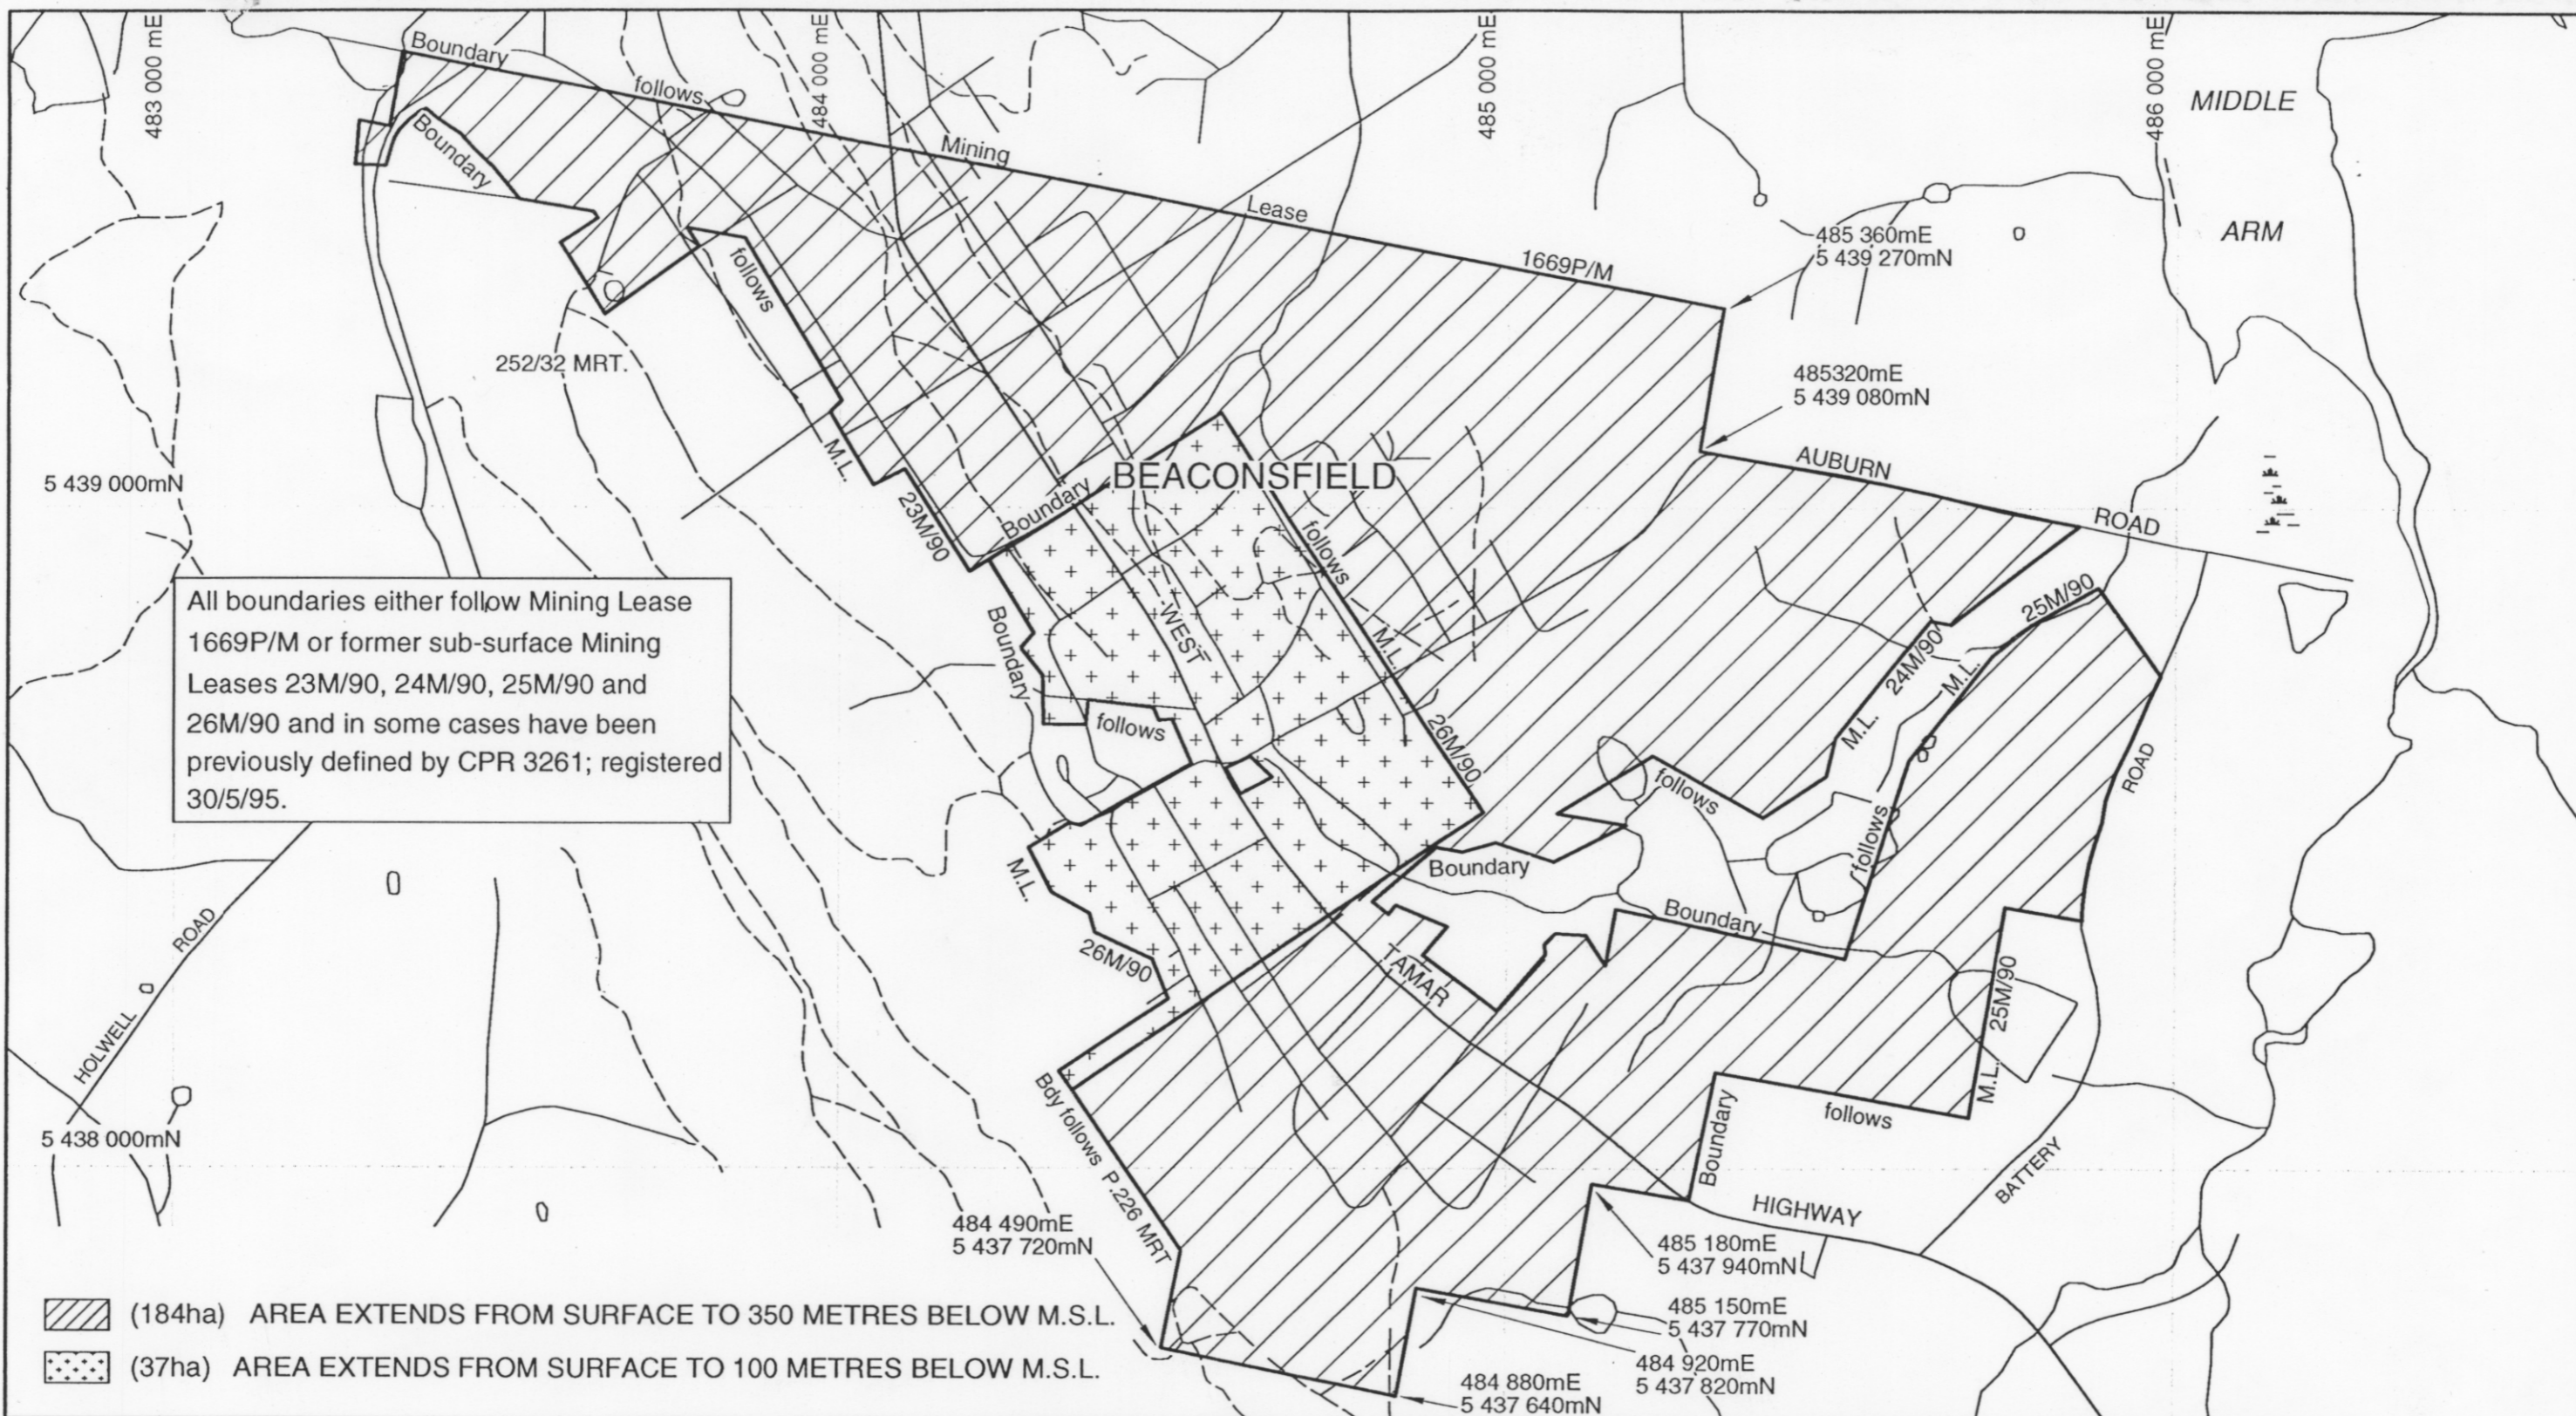 483 000 mE
484 000 mE
485 000 mE
486 000 mE
MIDDLE
ARM
Boundary
follows
Mining
Lease
1669P/M
Boundary
follows
M.L.
23M/90
252/32 MRT.
485 360mE
5 439 270mN
485320mE
5 439 080mN
5 439 000mN
AUBURN
ROAD
BEACONSFIELD
Boundary
follows
M.L.
26M/90
WEST
All boundaries either follow Mining Lease
1669P/M or former sub-surface Mining
Leases 23M/90, 24M/90, 25M/90 and
26M/90 and in some cases have been
previously defined by CPR 3261; registered
30/5/95.
Boundary
follows
M.L.
26M/90
Boundary
follows
M.L.
24M/90
Boundary
follows
M.L.
25M/90
ROAD
TAMAR
HOLWELL
ROAD
5 438 000mN
Bdy follows P.226 MRT
Boundary
follows
M.L.
25M/90
HIGHWAY
BATTERY
484 490mE
5 437 720mN
485 180mE
5 437 940mN
485 150mE
5 437 770mN
484 920mE
5 437 820mN
484 880mE
5 437 640mN
(184ha) AREA EXTENDS FROM SURFACE TO 350 METRES BELOW M.S.L.
(37ha) AREA EXTENDS FROM SURFACE TO 100 METRES BELOW M.S.L.